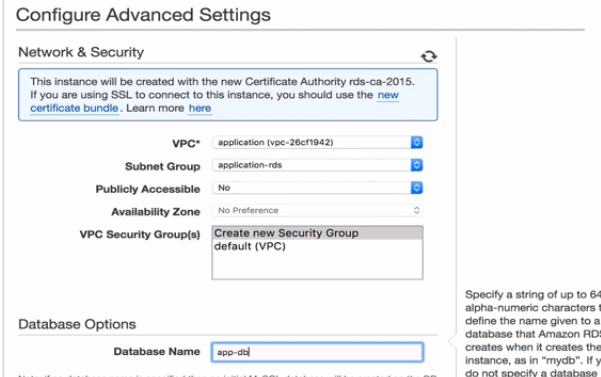 Configure Advanced Settings
Network & Security
This instance will be created with the new Certificate Authority rds-ca-2015.
If you are using SSL to connect to this instance, you should use the new
certificate bundle. Learn more here
VPC* application (vpc-26cf1942)
Subnet Group application-rds
Publicly Accessible No
Availability Zone No Preference
VPC Security Group(s) Create new Security Group
default (VPC)
Database Options
Database Name app-db
Specify a string of up to 64
alpha-numeric characters t
define the name given to a
database that Amazon RDS
creates when it creates the
instance, as in "mydb". If y
do not specify a database